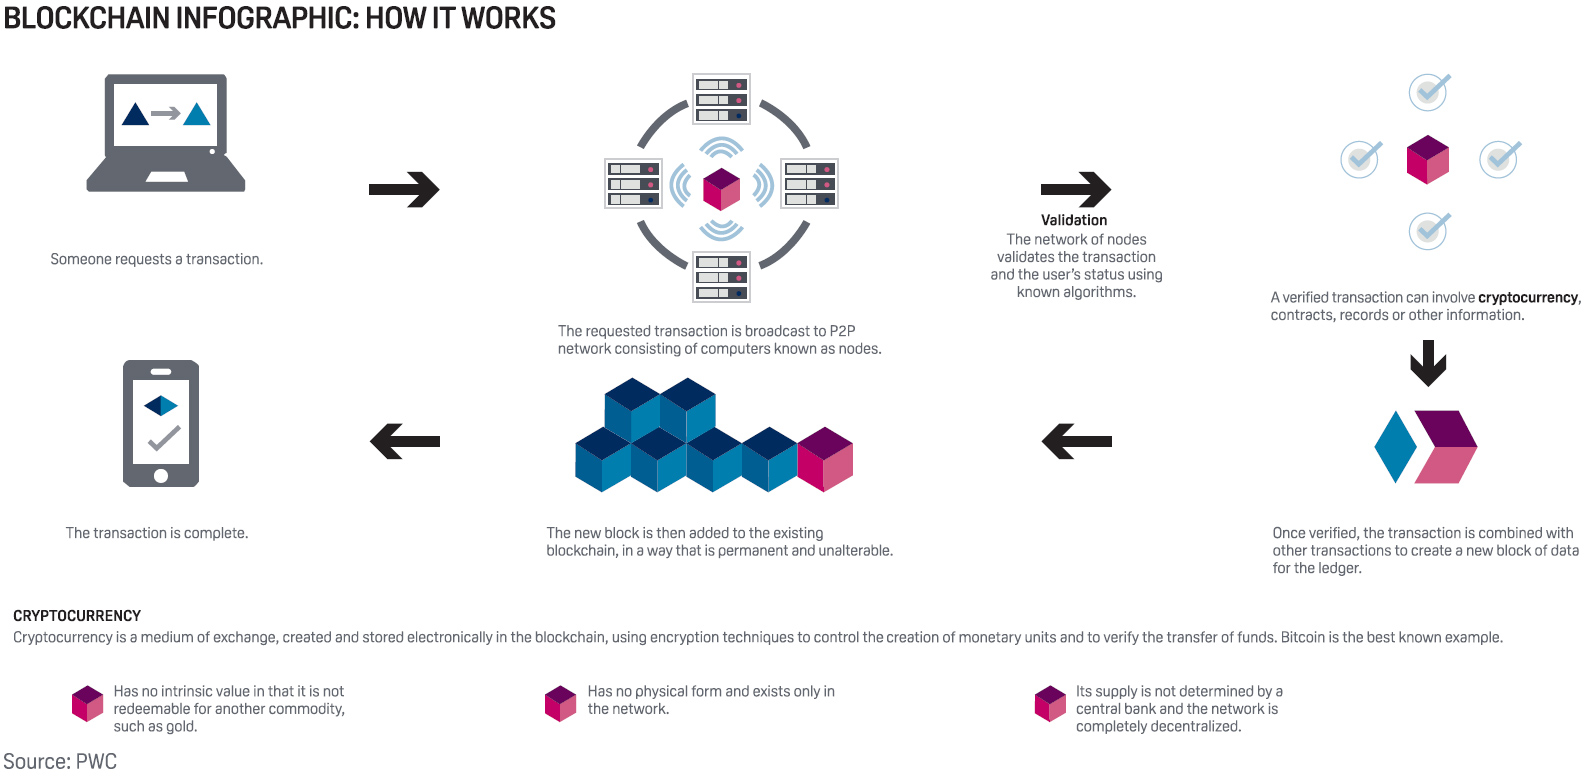 BLOCKCHAIN INFOGRAPHIC: HOW IT WORKS
Someone requests a transaction.
The requested transaction is broadcast to P2P
network consisting of computers known as nodes.
Validation
The network of nodes
validates the transaction
and the user's status using
known algorithms.
A verified transaction can involve cryptocurrency,
contracts, records or other information.
Once verified, the transaction is combined with
other transactions to create a new block of data
for the ledger.
The new block is then added to the existing
blockchain, in a way that is permanent and unalterable.
The transaction is complete.
CRYPTOCURRENCY
Cryptocurrency is a medium of exchange, created and stored electronically in the blockchain, using encryption techniques to control the creation of monetary units and to verify the transfer of funds. Bitcoin is the best known example.
Has no intrinsic value in that it is not
redeemable for another commodity,
such as gold.
Has no physical form and exists only in
the network.
Its supply is not determined by a
central bank and the network is
completely decentralized.
Source: PWC